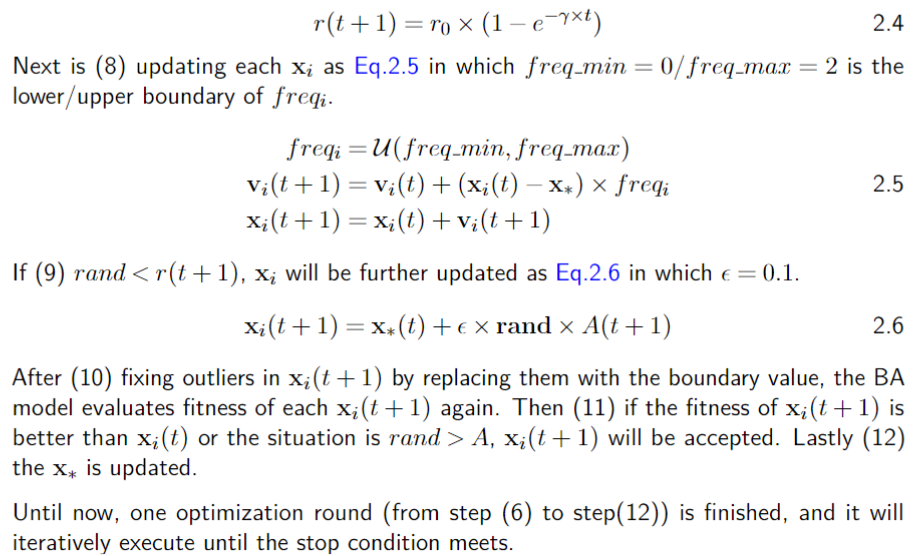 r(t + 1) = r₀ × (1 − e^{−γ×t}) 2.4
Next is (8) updating each xᵢ as Eq.2.5 in which freq_min = 0/freq_max = 2 is the
lower/upper boundary of freqᵢ.
freqᵢ = 𝒰(freq_min, freq_max)
vᵢ(t + 1) = vᵢ(t) + (xᵢ(t) − x_*) × freqᵢ 2.5
xᵢ(t + 1) = xᵢ(t) + vᵢ(t + 1)
If (9) rand < r(t + 1), xᵢ will be further updated as Eq.2.6 in which ϵ = 0.1.
xᵢ(t + 1) = x_*(t) + ϵ × rand × A(t + 1) 2.6
After (10) fixing outliers in xᵢ(t + 1) by replacing them with the boundary value, the BA
model evaluates fitness of each xᵢ(t + 1) again. Then (11) if the fitness of xᵢ(t + 1) is
better than xᵢ(t) or the situation is rand > A, xᵢ(t + 1) will be accepted. Lastly (12)
the x_* is updated.
Until now, one optimization round (from step (6) to step(12)) is finished, and it will
iteratively execute until the stop condition meets.